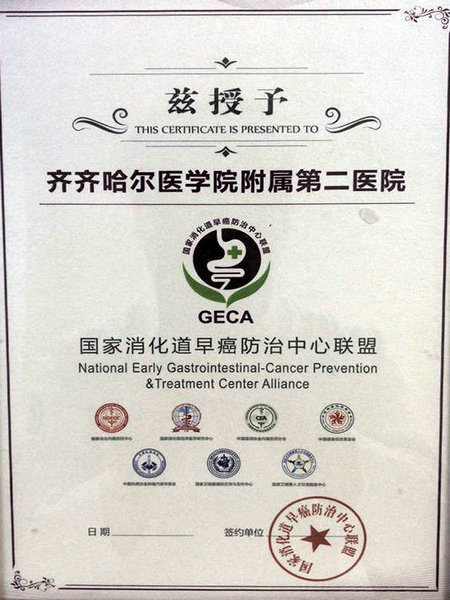 兹授予
THIS CERTIFICATE IS PRESENTED TO
齐齐哈尔医学院附属第二医院
国家消化道早癌防治中心联盟
GECA
国家消化道早癌防治中心联盟
National Early Gastrointestinal-Cancer Prevention
&Treatment Center Alliance
日期
签约单位
国家消化道早癌防治中心联盟